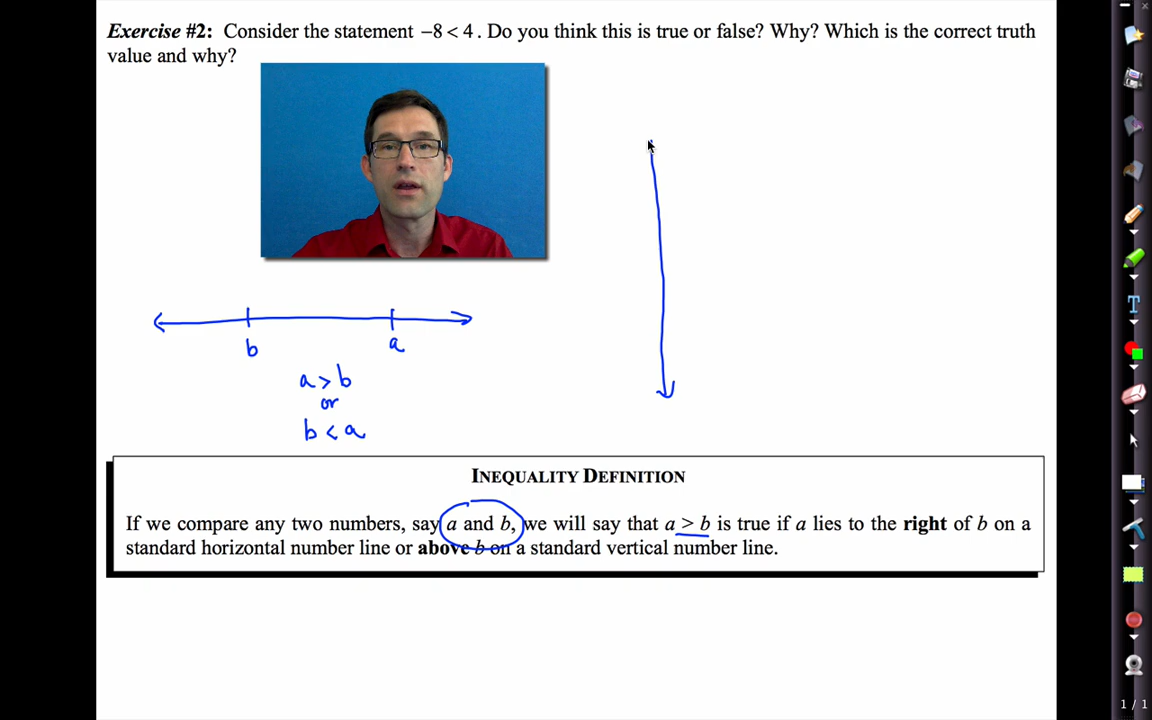 Exercise #2: Consider the statement −8 < 4. Do you think this is true or false? Why? Which is the correct truth
value and why?
b
a
a > b
or
b < a
INEQUALITY DEFINITION
If we compare any two numbers, say a and b, we will say that a > b is true if a lies to the right of b on a
standard horizontal number line or above b on a standard vertical number line.
T
1 / 1